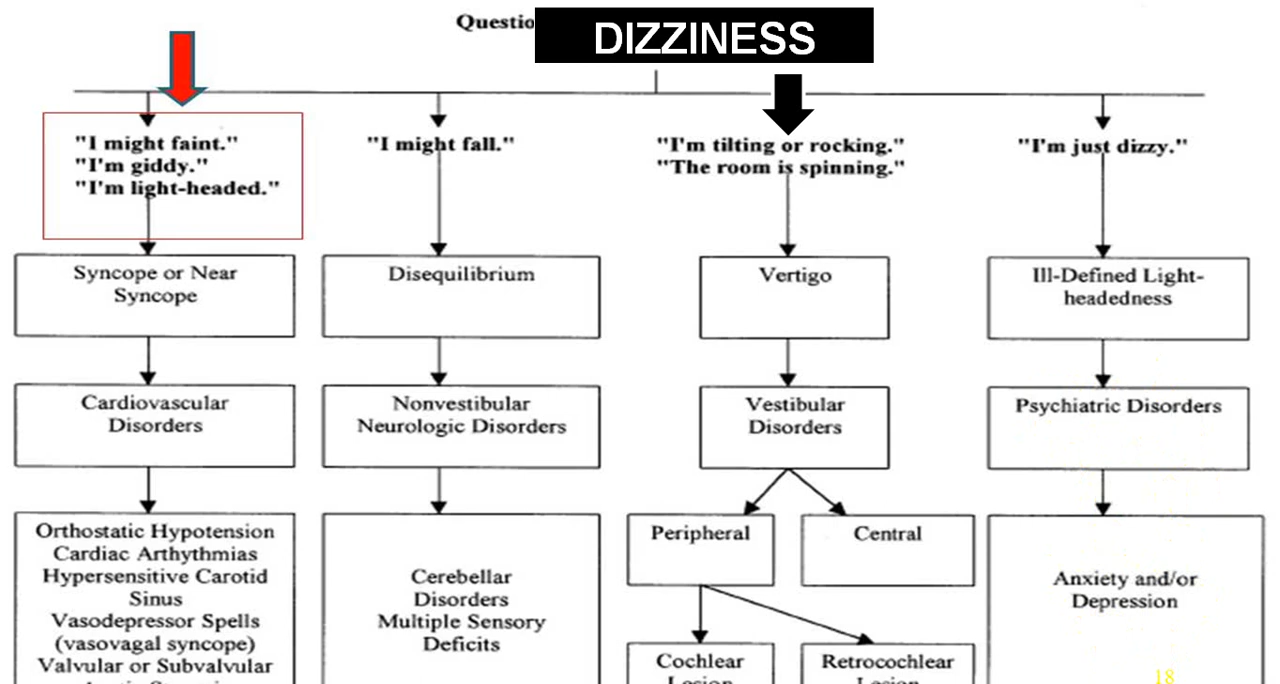 Questio
DIZZINESS
"I might faint."
"I'm giddy."
"I'm light-headed."
"I might fall."
"I'm tilting or rocking."
"The room is spinning."
"I'm just dizzy."
Syncope or Near
Syncope
Disequilibrium
Vertigo
Ill-Defined Light-
headedness
Cardiovascular
Disorders
Nonvestibular
Neurologic Disorders
Vestibular
Disorders
Psychiatric Disorders
Orthostatic Hypotension
Cardiac Arthythmias
Hypersensitive Carotid
Sinus
Vasodepressor Spells
(vasovagal syncope)
Valvular or Subvalvular
Cerebellar
Disorders
Multiple Sensory
Deficits
Peripheral
Central
Cochlear
Lesion
Retrocochlear
Lesion
Anxiety and/or
Depression
18